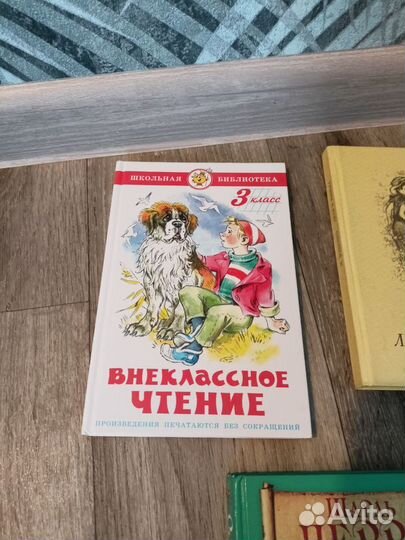 ШКОЛЬНАЯ БИБЛИОТЕКА
3 класс
ВНЕКЛАССНОЕ
ЧТЕНИЕ
ПРОИЗВЕДЕНИЯ ПЕЧАТАЮТСЯ БЕЗ СОКРАЩЕНИЙ
Л
Avito